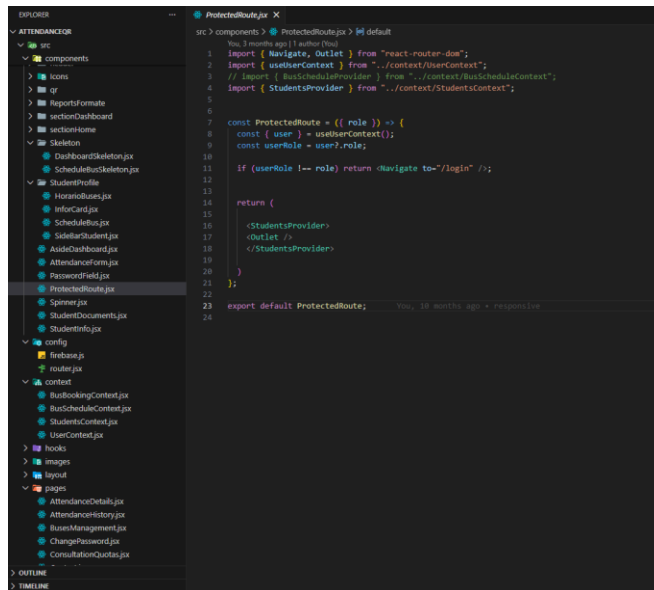 EXPLORER
ATTENDANCEQR
src
components
Icons
qr
ReportsFormate
sectionDashboard
sectionHome
Skeleton
DashboardSkeleton.jsx
ScheduleBusSkeleton.jsx
StudentProfile
HorarioBuses.jsx
InforCard.jsx
ScheduleBus.jsx
SideBarStudent.jsx
AsideDashboard.jsx
AttendanceForm.jsx
PasswordField.jsx
ProtectedRoute.jsx
Spinner.jsx
StudentDocuments.jsx
StudentInfo.jsx
config
firebase.js
router.jsx
context
BusBookingContext.jsx
BusScheduleContext.jsx
StudentsContext.jsx
UserContext.jsx
hooks
images
layout
pages
AttendanceDetails.jsx
AttendanceHistory.jsx
BusesManagement.jsx
ChangePassword.jsx
ConsultationQuotas.jsx
OUTLINE
TIMELINE
ProtectedRoute.jsx
src > components > ProtectedRoute.jsx > default
You, 3 months ago | 1 author (You)
1 import { Navigate, Outlet } from "react-router-dom";
2 import { useUserContext } from "../context/UserContext";
3 // import { BusScheduleProvider } from "../context/BusScheduleContext";
4 import { StudentsProvider } from "../context/StudentsContext";
5
6
7 const ProtectedRoute = ({ role }) => {
8 const { user } = useUserContext();
9 const userRole = user?.role;
10
11 if (userRole !== role) return <Navigate to="/login" />;
12
13
14 return (
15
16 <StudentsProvider>
17 <Outlet />
18 </StudentsProvider>
19
20 )
21 };
22
23 export default ProtectedRoute; You, 10 months ago • responsive
24